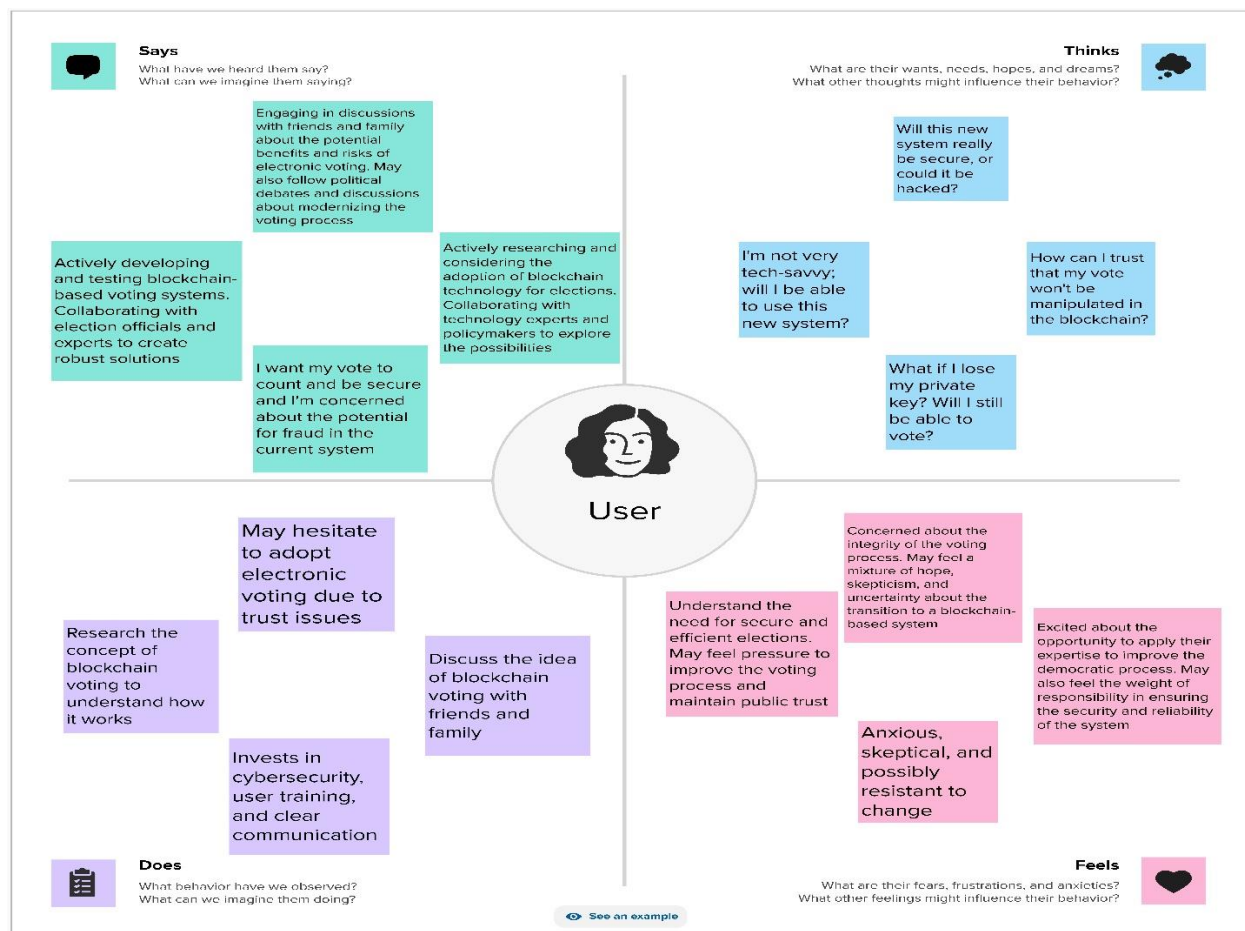 Says
What have we heard them say?
What can we imagine them saying?
Engaging in discussions
with friends and family
about the potential
benefits and risks of
electronic voting. May
also follow political
debates and discussions
about modernizing the
voting process
Actively developing
and testing blockchain-
based voting systems.
Collaborating with
election officials and
experts to create
robust solutions
Actively researching and
considering the
adoption of blockchain
technology for elections.
Collaborating with
technology experts and
policymakers to explore
the possibilities
I want my vote to
count and be secure
and I'm concerned
about the potential
for fraud in the
current system
Thinks
What are their wants, needs, hopes, and dreams?
What other thoughts might influence their behavior?
Will this new
system really
be secure, or
could it be
hacked?
I'm not very
tech-savvy;
will I be able
to use this
new system?
How can I trust
that my vote
won't be
manipulated in
the blockchain?
What if I lose
my private
key? Will I still
be able to
vote?
User
May hesitate
to adopt
electronic
voting due to
trust issues
Research the
concept of
blockchain
voting to
understand how
it works
Discuss the idea
of blockchain
voting with
friends and
family
Invests in
cybersecurity,
user training,
and clear
communication
Does
What behavior have we observed?
What can we imagine them doing?
Concerned about the
integrity of the voting
process. May feel a
mixture of hope,
skepticism, and
uncertainty about the
transition to a blockchain-
based system
Understand the
need for secure and
efficient elections.
May feel pressure to
improve the voting
process and
maintain public trust
Excited about the
opportunity to apply their
expertise to improve the
democratic process. May
also feel the weight of
responsibility in ensuring
the security and reliability
of the system
Anxious,
skeptical, and
possibly
resistant to
change
Feels
What are their fears, frustrations, and anxieties?
What other feelings might influence their behavior?
See an example